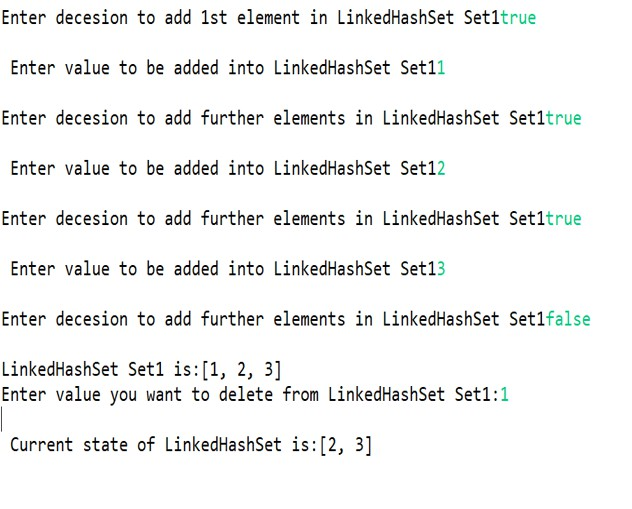 Enter decesion to add 1st element in LinkedHashSet Set1true
Enter value to be added into LinkedHashSet Set11
Enter decesion to add further elements in LinkedHashSet Set1true
Enter value to be added into LinkedHashSet Set12
Enter decesion to add further elements in LinkedHashSet Set1true
Enter value to be added into LinkedHashSet Set13
Enter decesion to add further elements in LinkedHashSet Set1false
LinkedHashSet Set1 is:[1, 2, 3]
Enter value you want to delete from LinkedHashSet Set1:1
Current state of LinkedHashSet is:[2, 3]